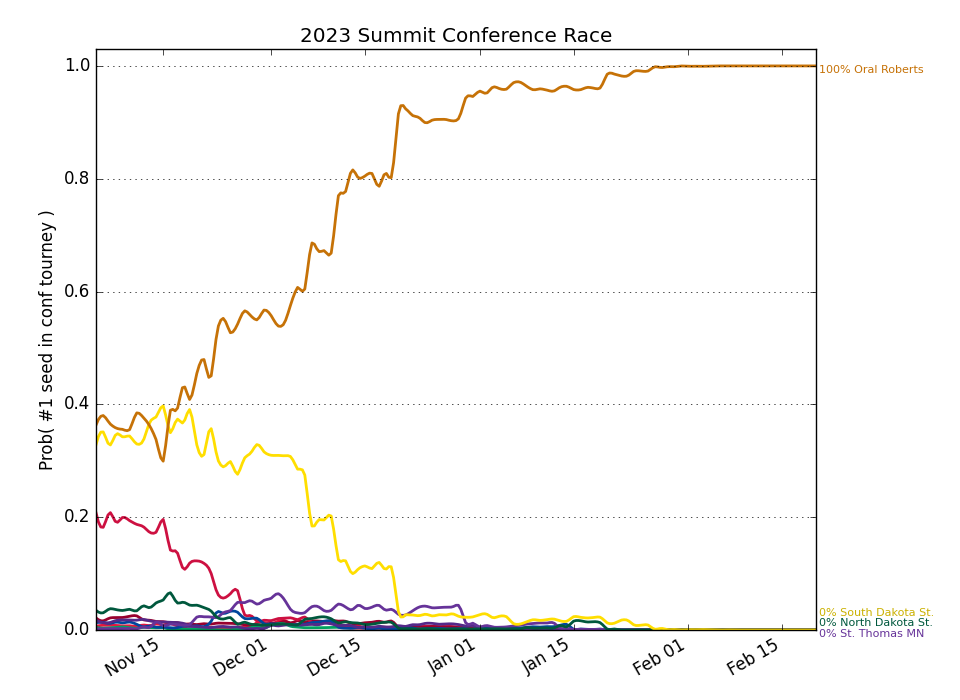 2023 Summit Conference Race
1.0
0.8
0.6
0.4
0.2
0.0
Prob( #1 seed in conf tourney )
Nov 15
Dec 01
Dec 15
Jan 01
Jan 15
Feb 01
Feb 15
100% Oral Roberts
0% South Dakota St.
0% North Dakota St.
0% St. Thomas MN